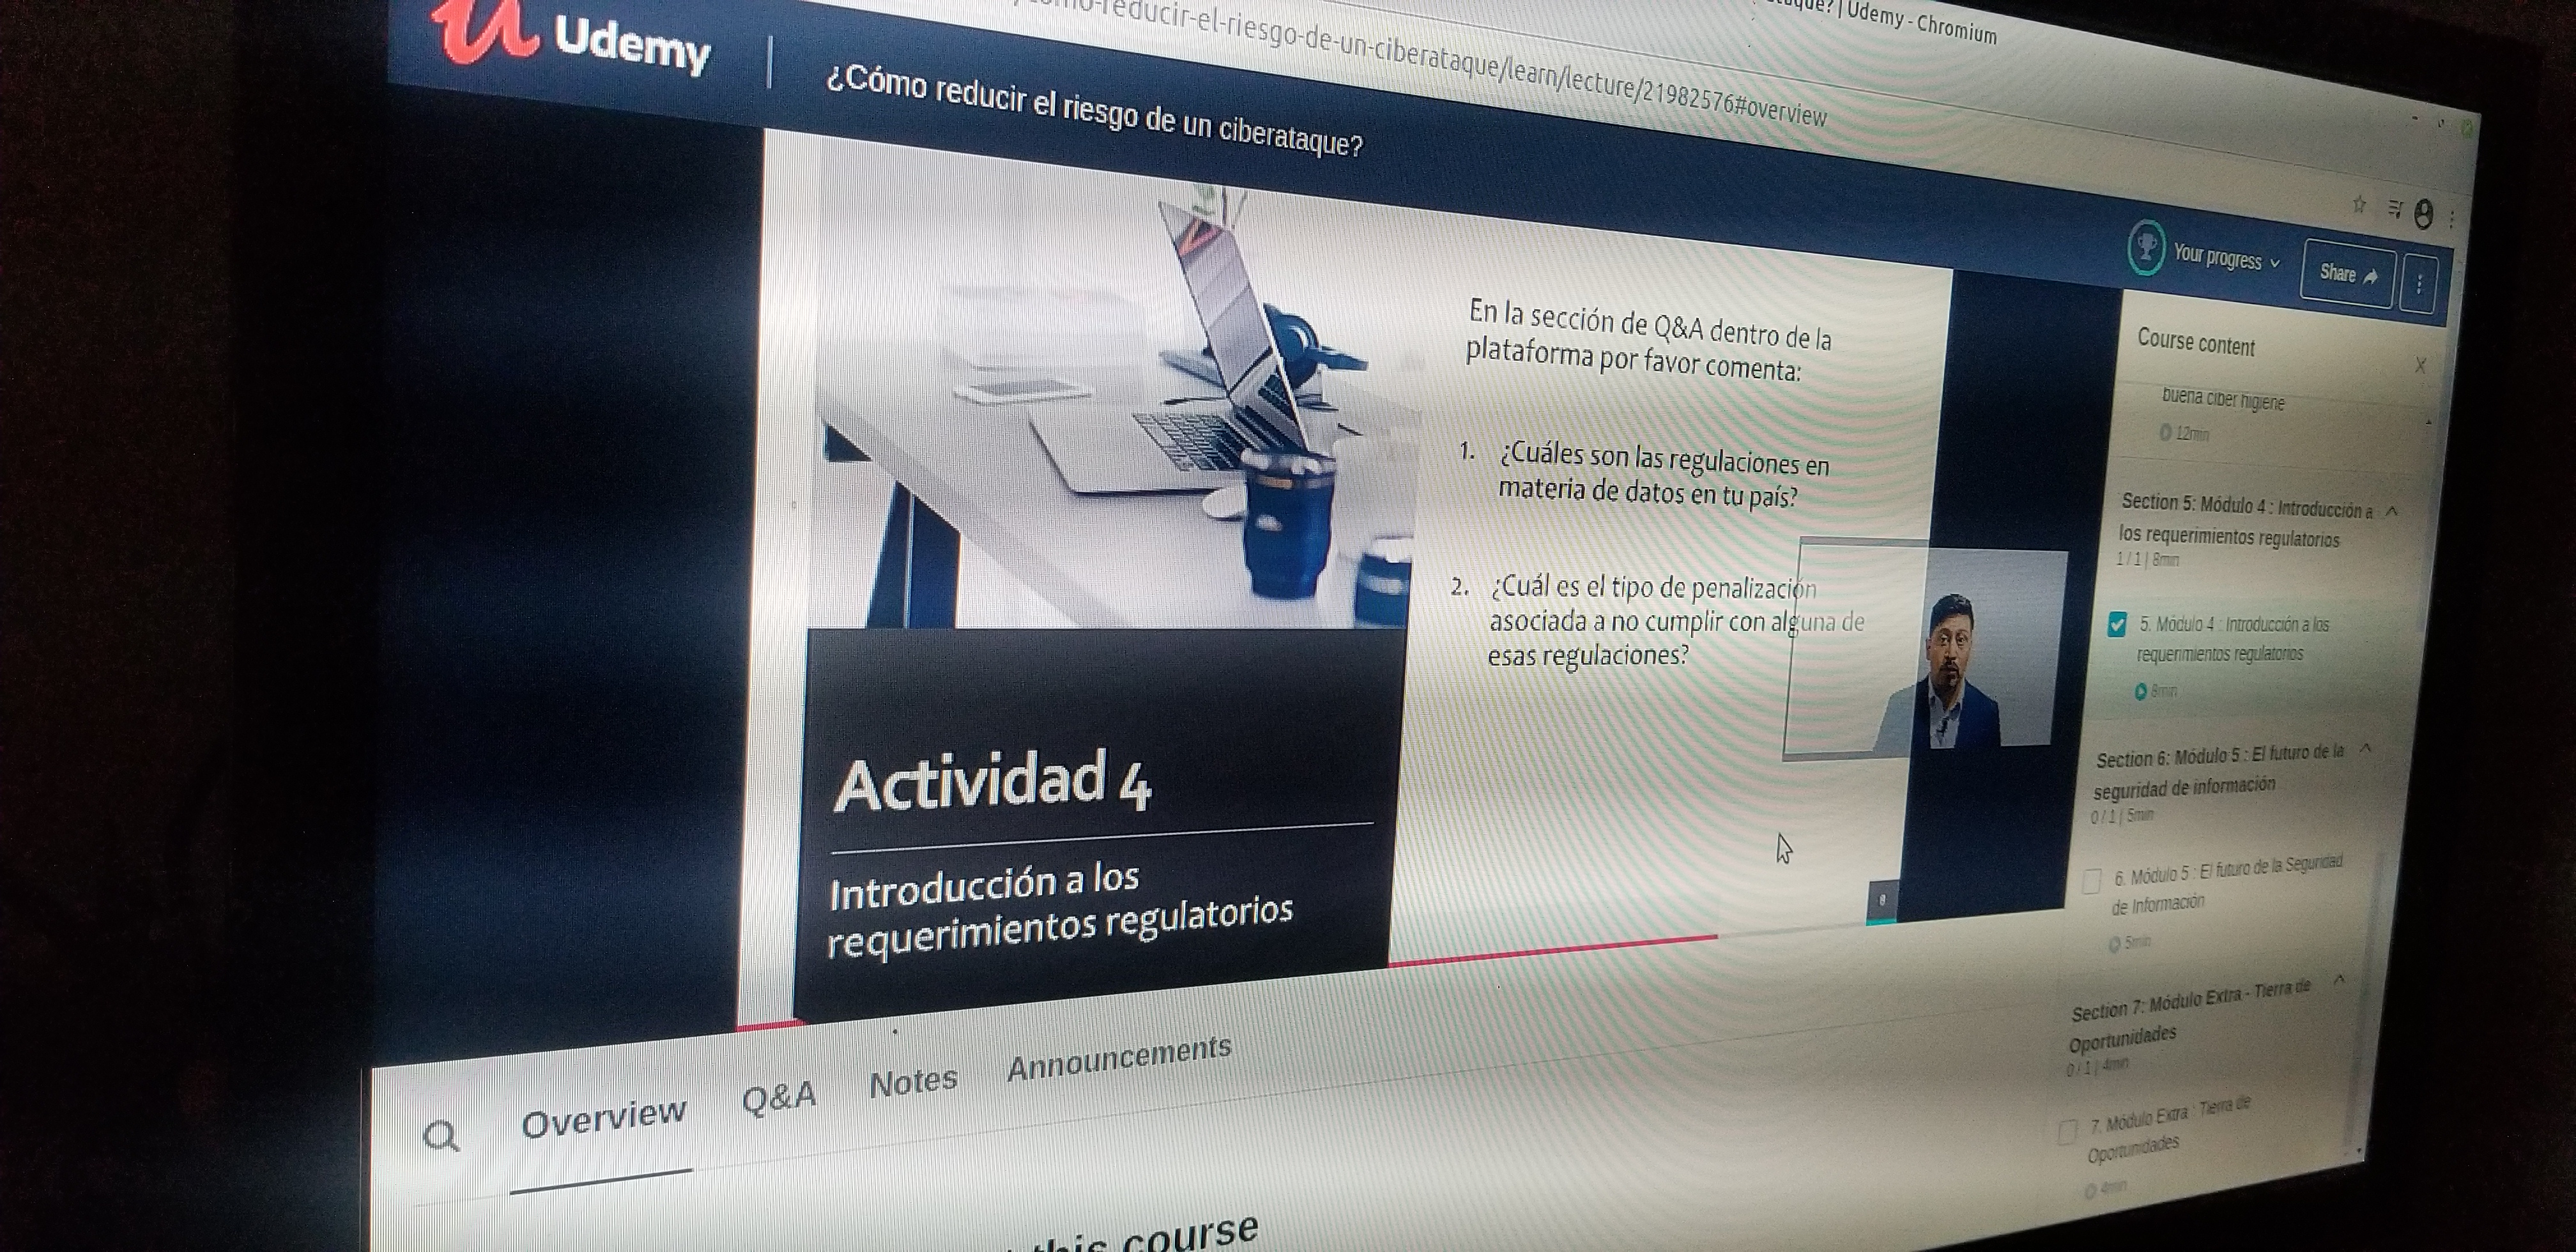 taque? | Udemy - Chromium
omo-reducir-el-riesgo-de-un-ciberataque/learn/lecture/21982576#overview
Udemy
¿Cómo reducir el riesgo de un ciberataque?
Your progress
Share
En la sección de Q&A dentro de la
plataforma por favor comenta:
1. ¿Cuáles son las regulaciones en
materia de datos en tu país?
2. ¿Cuál es el tipo de penalización
asociada a no cumplir con alguna de
esas regulaciones?
Actividad 4
Introducción a los
requerimientos regulatorios
8
Course content
buena ciber higiene
12min
Section 5: Módulo 4 : Introducción a
los requerimientos regulatorios
1 / 1 | 8min
5. Módulo 4 : Introducción a los
requerimientos regulatorios
8min
Section 6: Módulo 5 : El futuro de la
seguridad de información
0 / 1 | 5min
6. Módulo 5 : El futuro de la Seguridad
de Información
5min
Section 7: Módulo Extra - Tierra de
Oportunidades
0 / 1 | 4min
7. Módulo Extra : Tierra de
Oportunidades
4min
Overview
Q&A
Notes
Announcements
this course